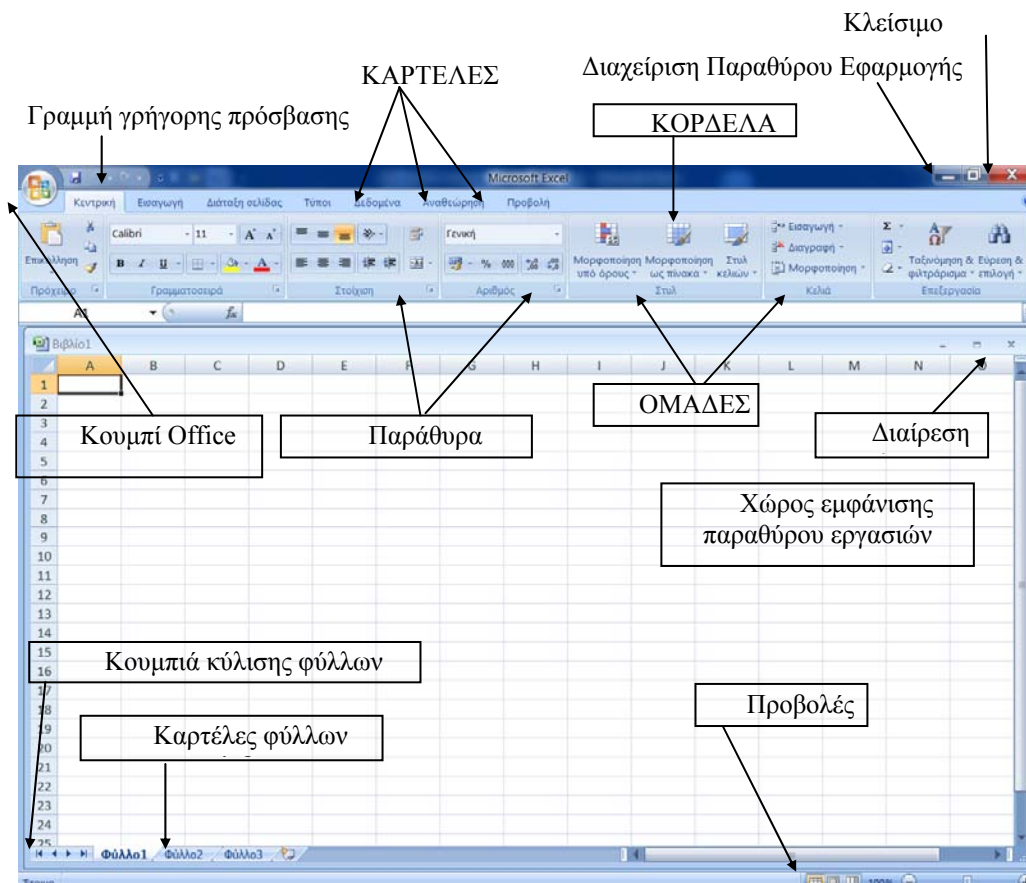 Κλείσιμο
Διαχείριση Παραθύρου Εφαρμογής
ΚΑΡΤΕΛΕΣ
Γραμμή γρήγορης πρόσβασης
ΚΟΡΔΕΛΑ
Microsoft Excel
Κεντρική Εισαγωγή Διάταξη σελίδας Τύποι Δεδομένα Αναθεώρηση Προβολή
Calibri 11 Γενική
Εισαγωγή
Διαγραφή
Μορφοποίηση
Επικόλληση B I U A % 000
Μορφοποίηση υπό όρους
Μορφοποίηση ως πίνακα
Στυλ κελιών
Ταξινόμηση & φιλτράρισμα
Εύρεση & επιλογή
Πρόχειρο Γραμματοσειρά Στοίχιση Αριθμός Στυλ Κελιά Επεξεργασία
A1 fx
Βιβλίο1
A B C D E F G H I J K L M N O
1
2
3
4
5
6
7
8
9
10
11
12
13
14
15
16
17
18
19
20
21
22
23
24
25
Κουμπί Office
Παράθυρα
ΟΜΑΔΕΣ
Διαίρεση
Χώρος εμφάνισης
παραθύρου εργασιών
Κουμπιά κύλισης φύλλων
Προβολές
Καρτέλες φύλλων
Φύλλο1 Φύλλο2 Φύλλο3
100%